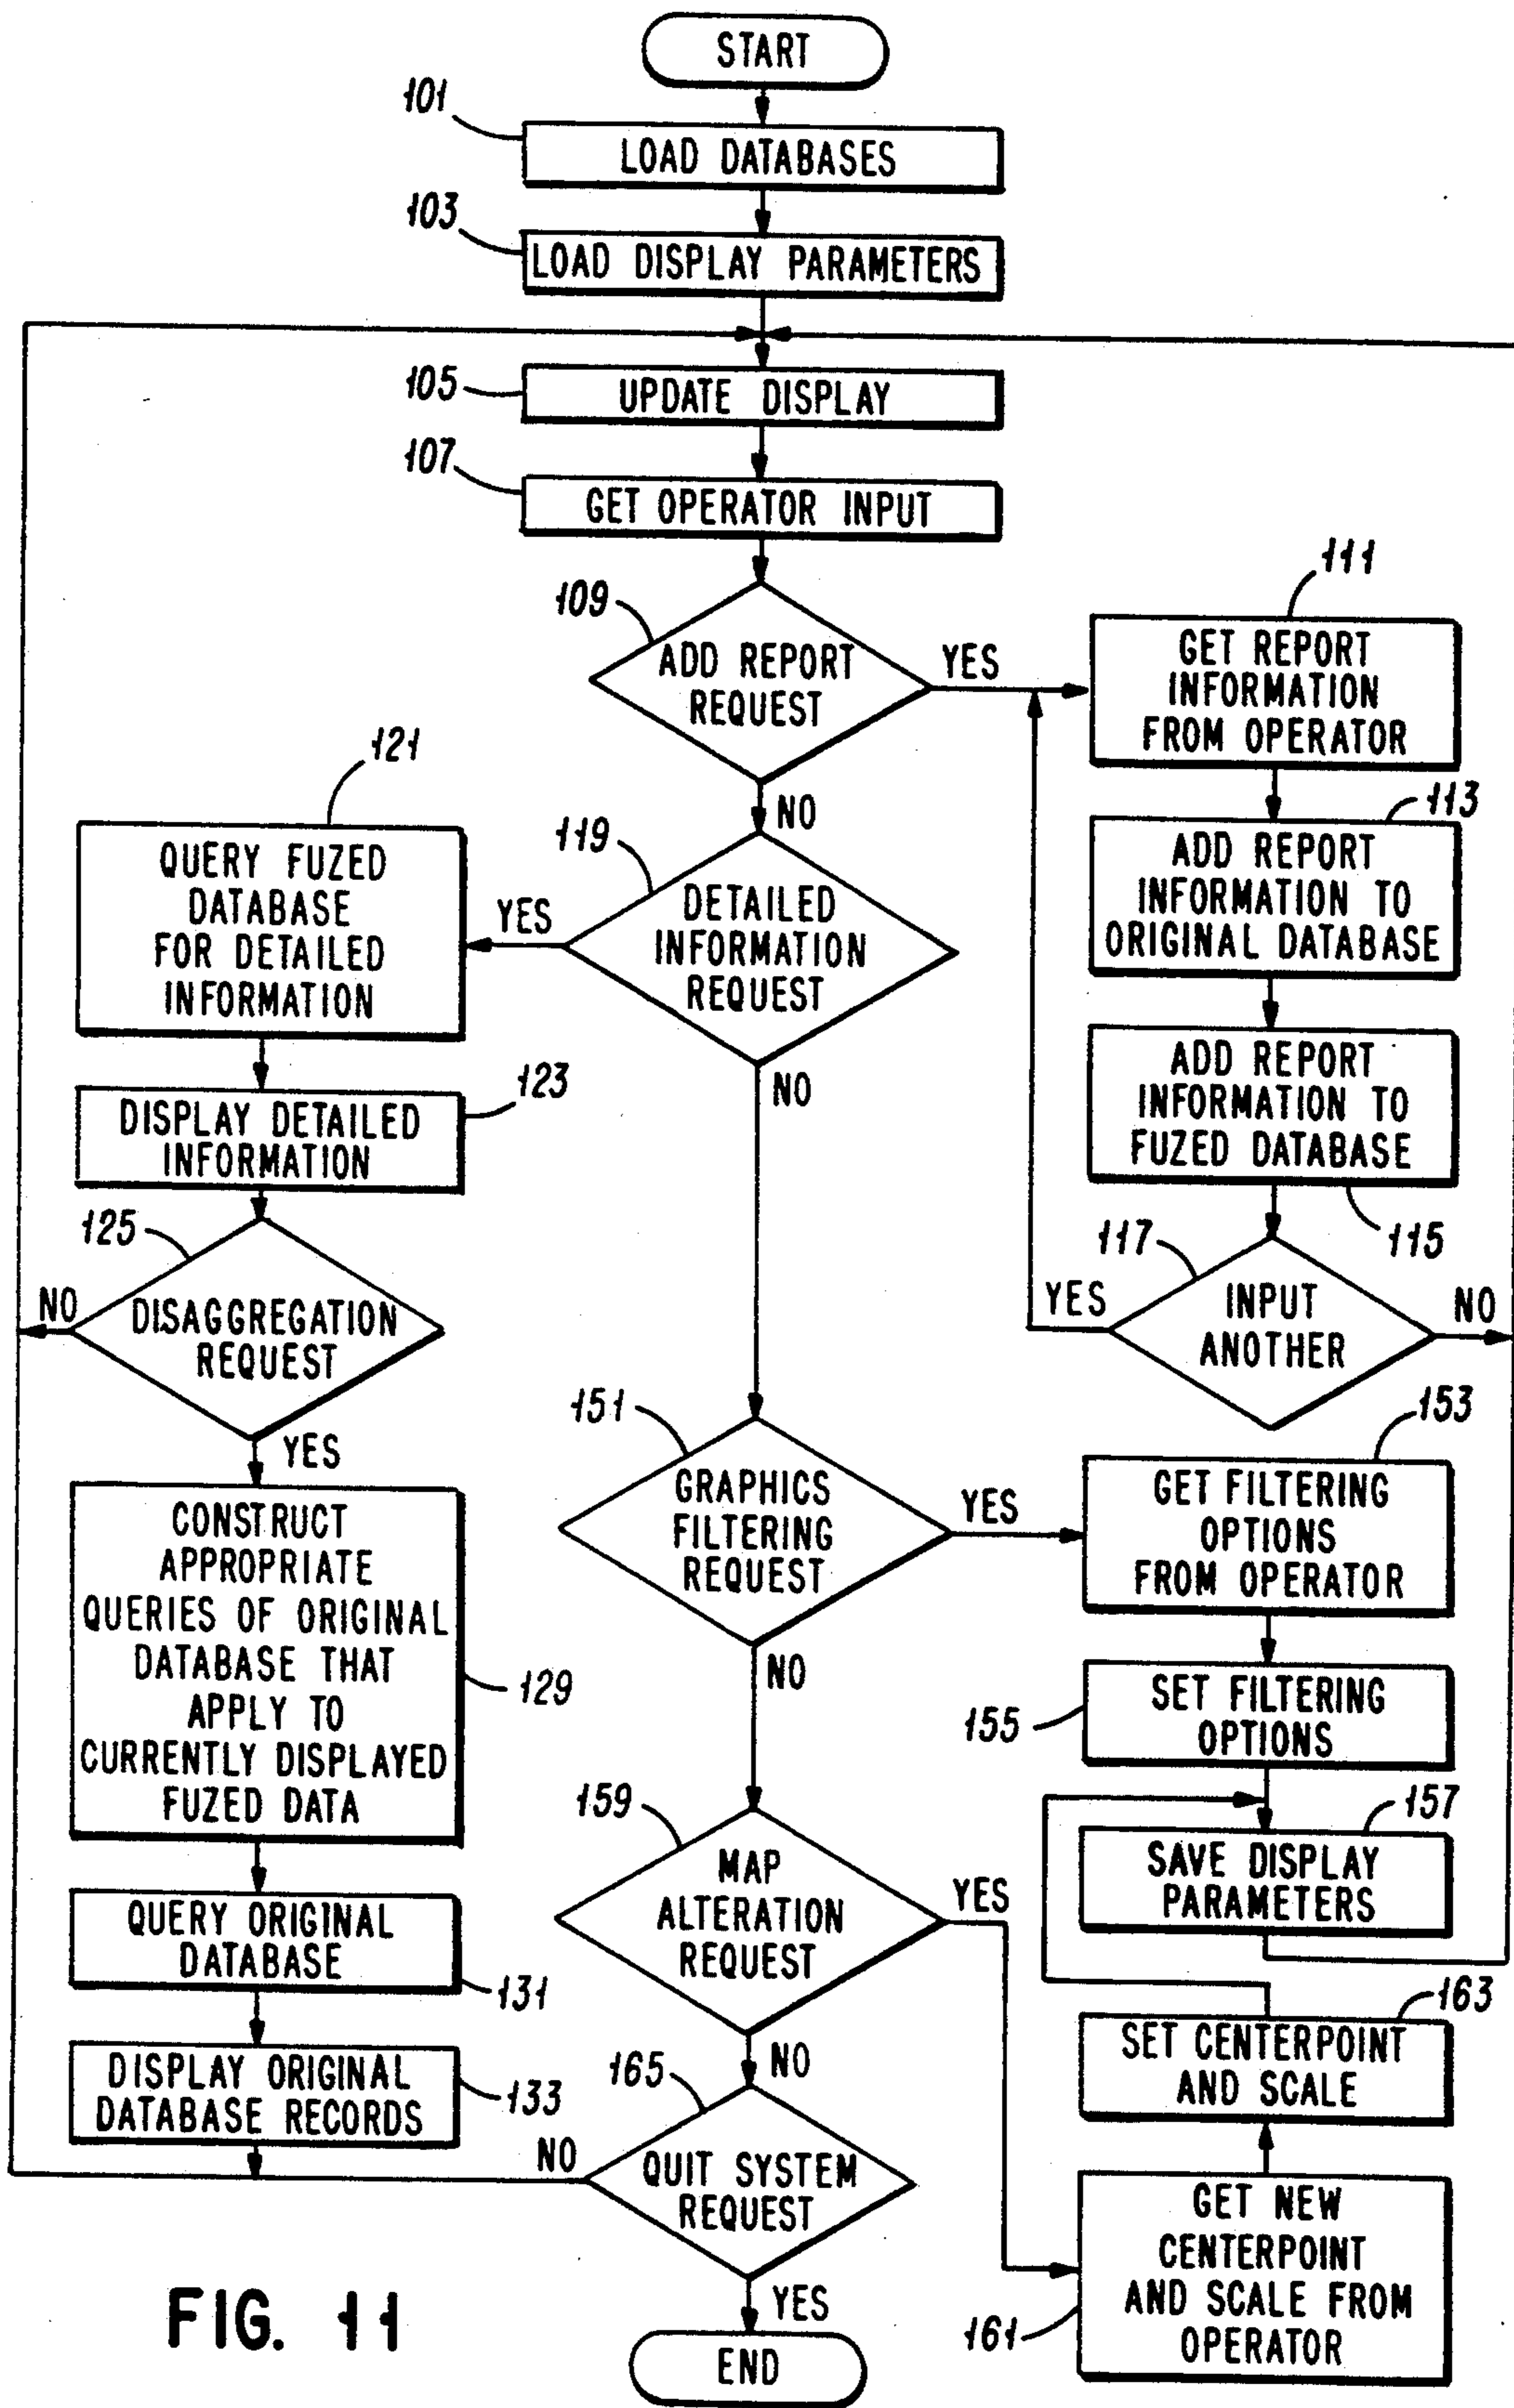 START
101
LOAD DATABASES
103
LOAD DISPLAY PARAMETERS
105
UPDATE DISPLAY
107
GET OPERATOR INPUT
109
ADD REPORT
REQUEST
YES
NO
111
GET REPORT
INFORMATION
FROM OPERATOR
113
ADD REPORT
INFORMATION TO
ORIGINAL DATABASE
ADD REPORT
INFORMATION TO
FUZED DATABASE
115
117
INPUT
ANOTHER
YES
NO
119
DETAILED
INFORMATION
REQUEST
YES
NO
121
QUERY FUZED
DATABASE
FOR DETAILED
INFORMATION
123
DISPLAY DETAILED
INFORMATION
125
DISAGGREGATION
REQUEST
NO
YES
CONSTRUCT
APPROPRIATE
QUERIES OF ORIGINAL
DATABASE THAT
APPLY TO
CURRENTLY DISPLAYED
FUZED DATA
129
QUERY ORIGINAL
DATABASE
131
DISPLAY ORIGINAL
DATABASE RECORDS
133
151
GRAPHICS
FILTERING
REQUEST
YES
NO
153
GET FILTERING
OPTIONS
FROM OPERATOR
155
SET FILTERING
OPTIONS
157
SAVE DISPLAY
PARAMETERS
159
MAP
ALTERATION
REQUEST
YES
NO
163
SET CENTERPOINT
AND SCALE
GET NEW
CENTERPOINT
AND SCALE FROM
OPERATOR
161
165
QUIT SYSTEM
REQUEST
NO
YES
END
FIG. 11